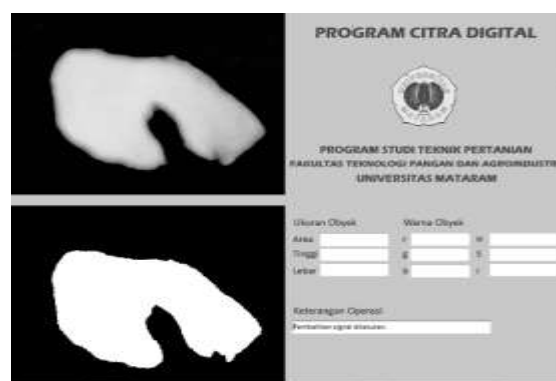 PROGRAM CITRA DIGITAL
PROGRAM STUDI TEKNIK PERTANIAN
FAKULTAS TEKNOLOGI PANGAN DAN AGROINDUSTRI
UNIVERSITAS MATARAM
Ukuran Obyek Warna Obyek
Area r H
Tinggi g S
Lebar b I
Keterangan Operasi